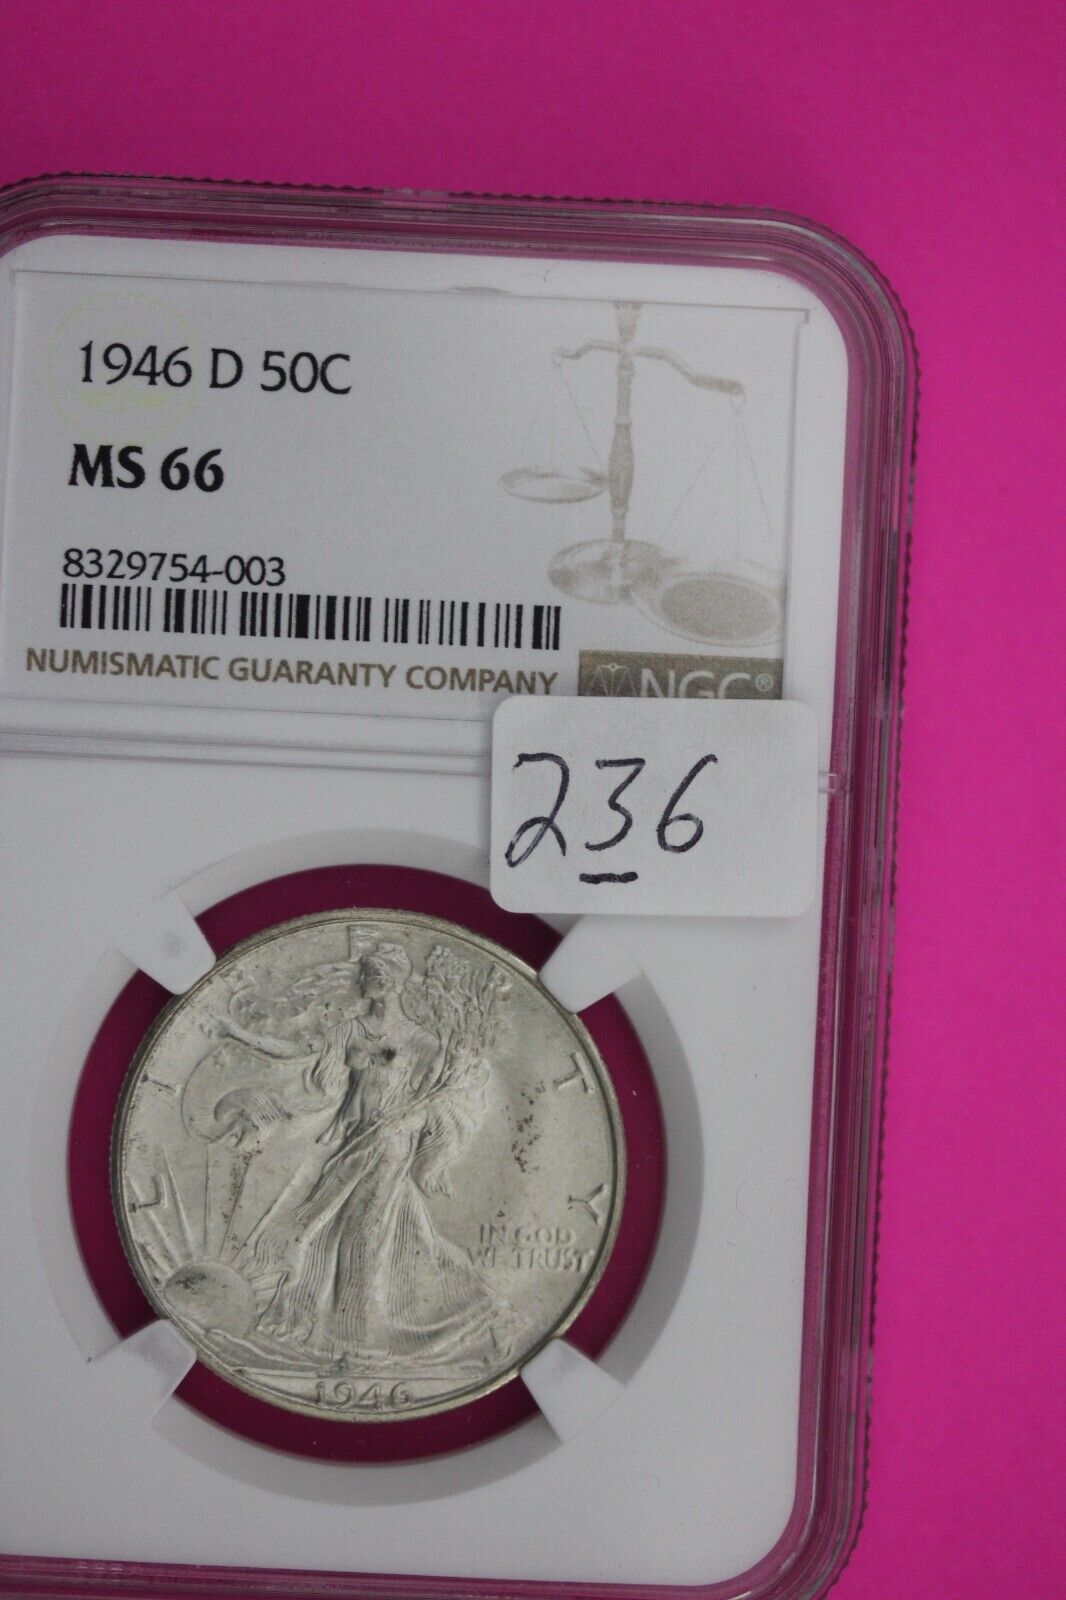 1946 D 50C
MS 66
8329754-003
NUMISMATIC GUARANTY COMPANY
NGC®
236
LIBERTY
IN GOD
WE TRUST
1946